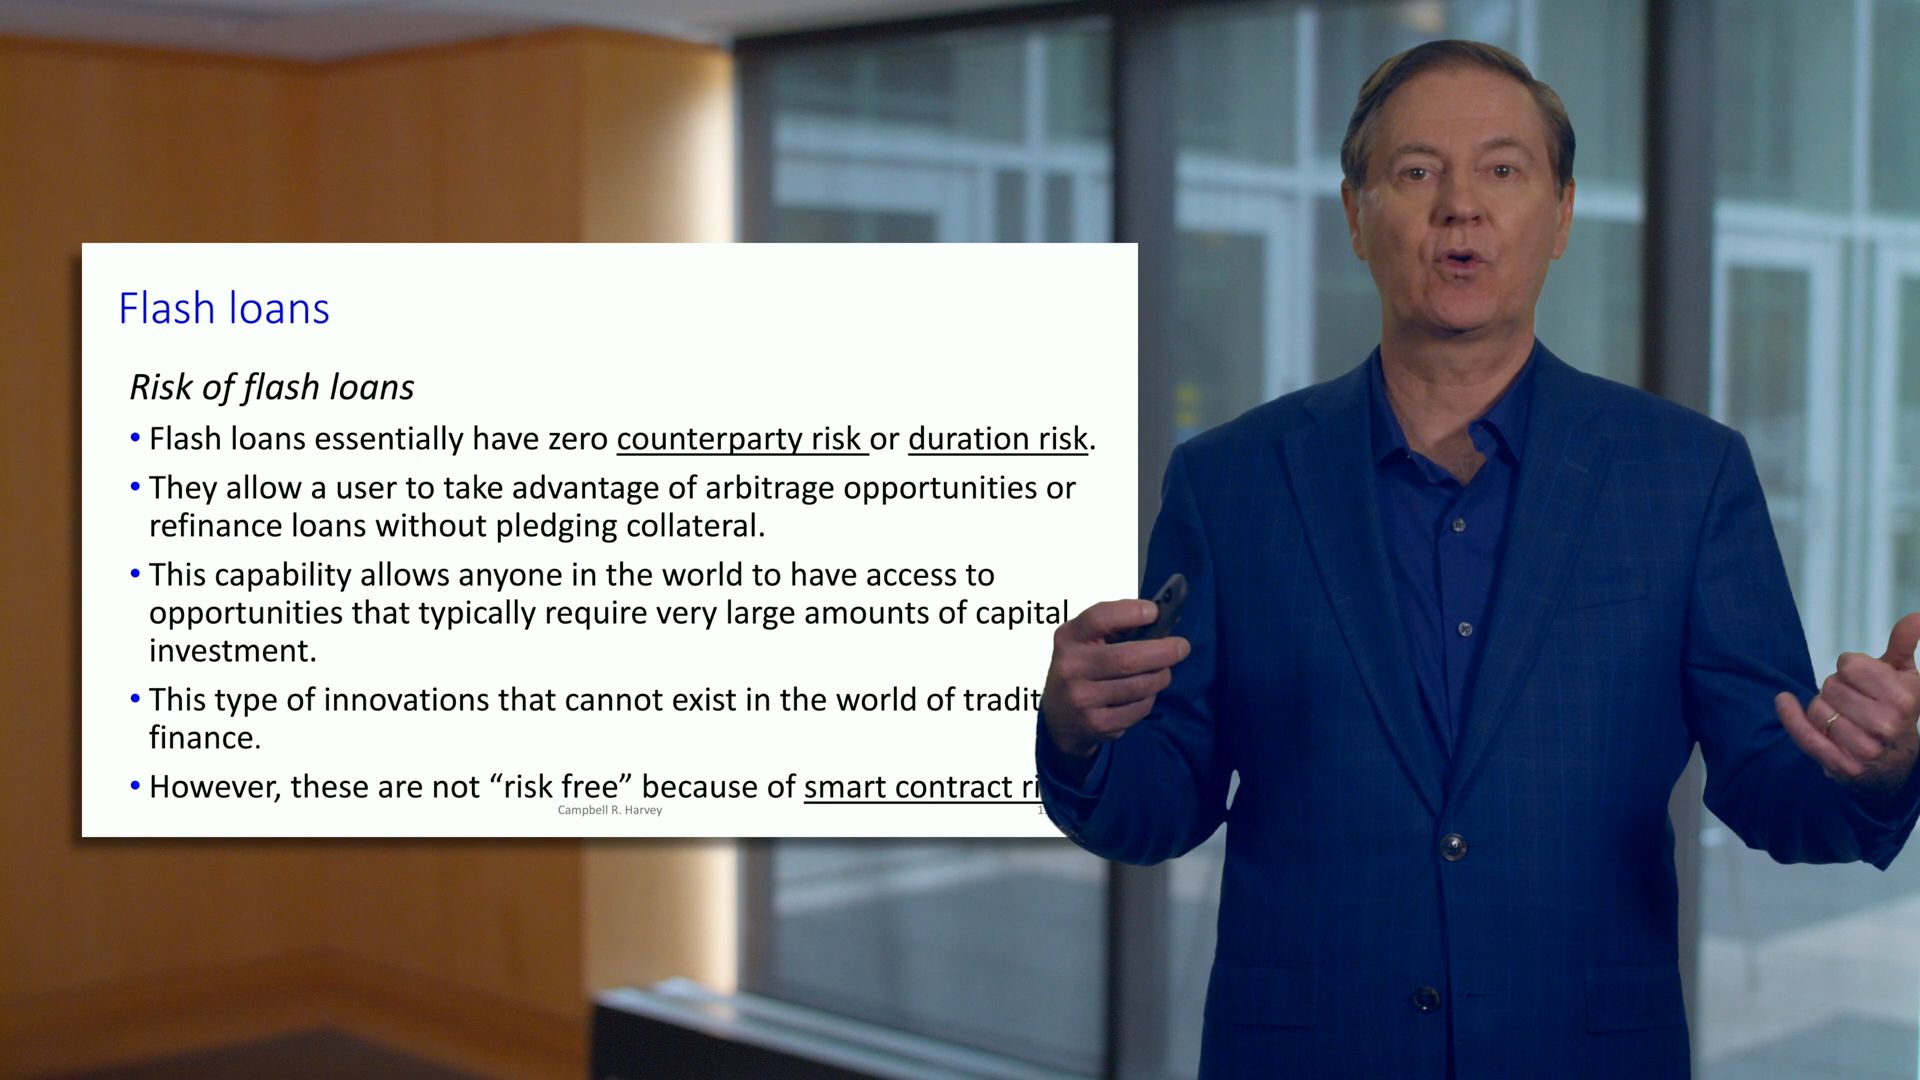 Flash loans
Risk of flash loans
• Flash loans essentially have zero counterparty risk or duration risk.
• They allow a user to take advantage of arbitrage opportunities or
refinance loans without pledging collateral.
• This capability allows anyone in the world to have access to
opportunities that typically require very large amounts of capital
investment.
• This type of innovations that cannot exist in the world of
finance.
• However, these are not “risk free” because of smart contract
Campbell R. Harvey